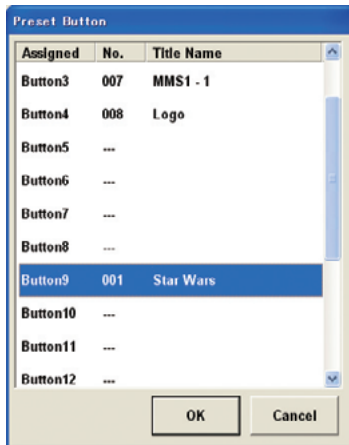 Preset Button
Assigned No. Title Name
Button3 007 MMS1 - 1
Button4 008 Logo
Button5 ---
Button6 ---
Button7 ---
Button8 ---
Button9 001 Star Wars
Button10 ---
Button11 ---
Button12 ---
OK Cancel